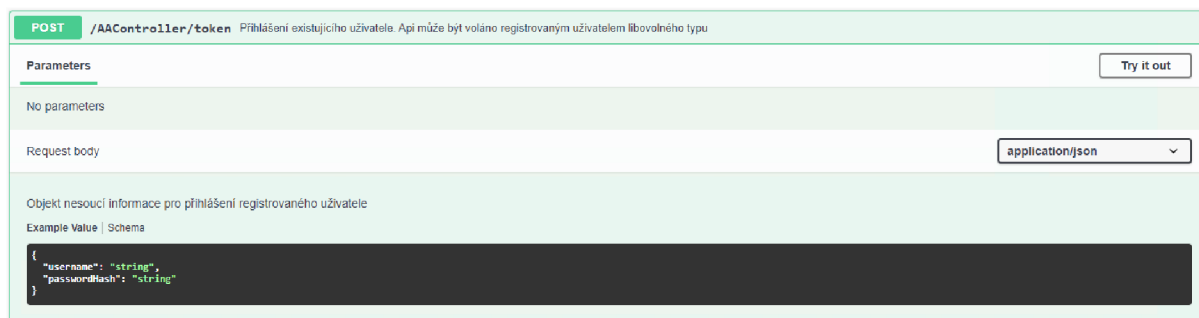 POST /AAController/token Přihlášení existujícího uživatele. Api může být voláno registrovaným uživatelem libovolného typu
Parameters Try it out
No parameters
Request body application/json
Objekt nesoucí informace pro přihlášení registrovaného uživatele
Example Value | Schema
{
"username": "string",
"passwordHash": "string"
}